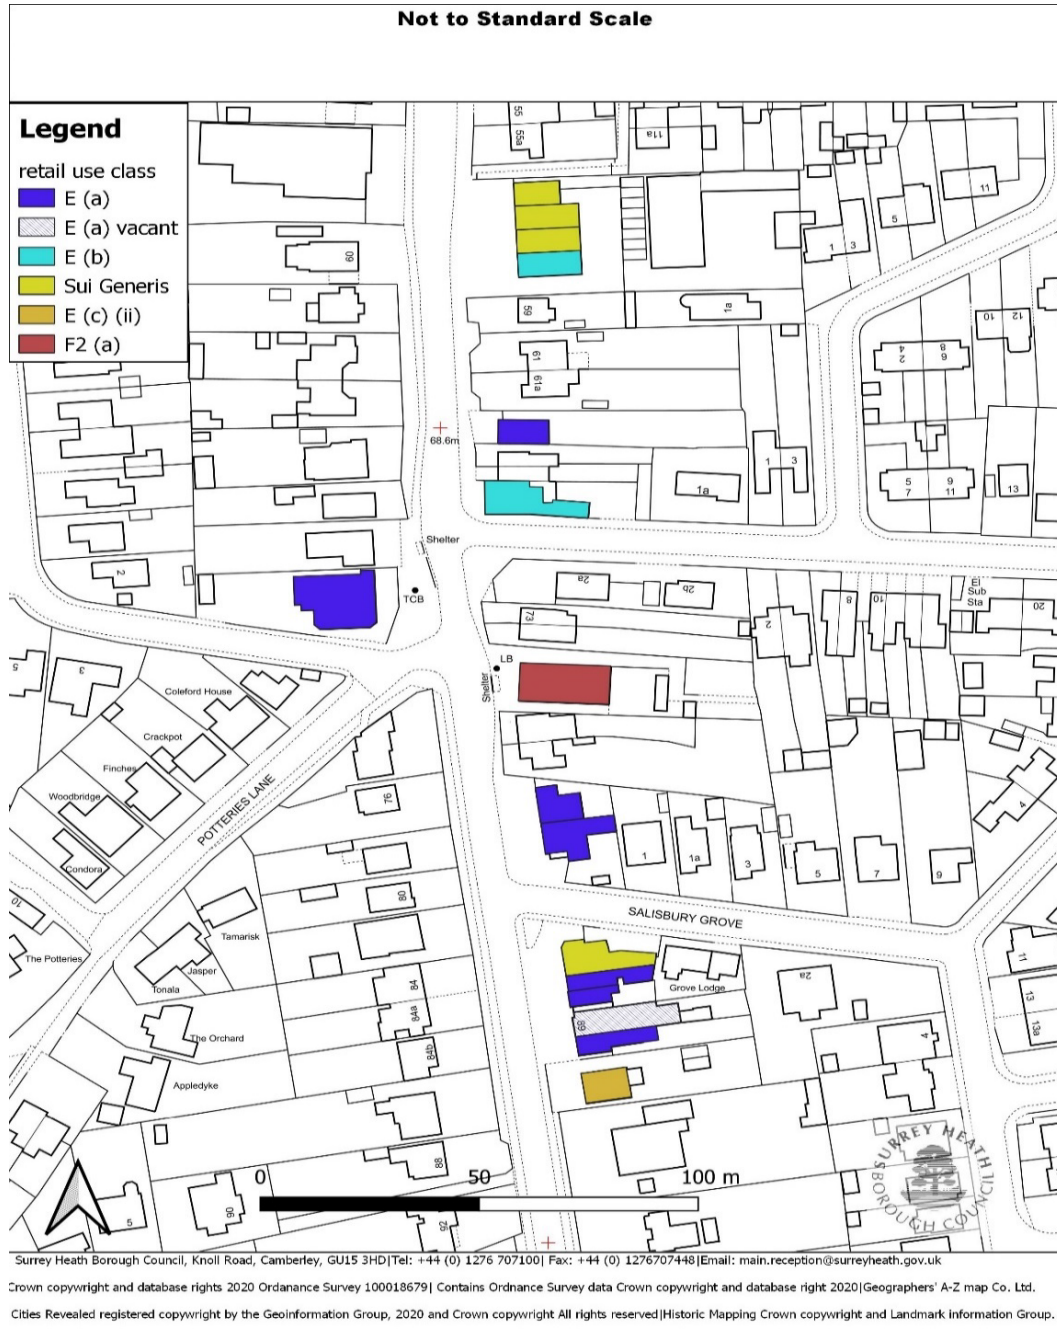 Not to Standard Scale
Legend
retail use class
E (a)
E (a) vacant
E (b)
Sui Generis
E (c) (ii)
F2 (a)
55
55a
11a
11
5
1 3
60
59
1a
61
61a
10 12
4 8
2 6
68.6m
1 3
1a
5 9
7 11
13
Shelter
2
TCB
2a
2b
73
2
8
10
El
Sub
Sta
20
LB
Shelter
5
3
Coleford House
Crackpot
Finches
Woodbridge
Condora
POTTERIES LANE
76
4
1
1a
3
5
7
9
80
10
SALISBURY GROVE
Tamarisk
The Potteries
Jasper
Tonala
84
84a
Grove Lodge
2a
11
13
13a
68
The Orchard
84b
4
Appledyke
88
SURREY HEATH
BOROUGH COUNCIL
0 50 100 m
5
90
92
Surrey Heath Borough Council, Knoll Road, Camberley, GU15 3HD|Tel: +44 (0) 1276 707100| Fax: +44 (0) 1276707448|Email: main.reception@surreyheath.gov.uk
Crown copywright and database rights 2020 Ordanance Survey 100018679| Contains Ordnance Survey data Crown copywright and database right 2020|Geographers' A-Z map Co. Ltd.
Cities Revealed registered copywright by the Geoinformation Group, 2020 and Crown copywright All rights reserved|Historic Mapping Crown copywright and Landmark information Group.